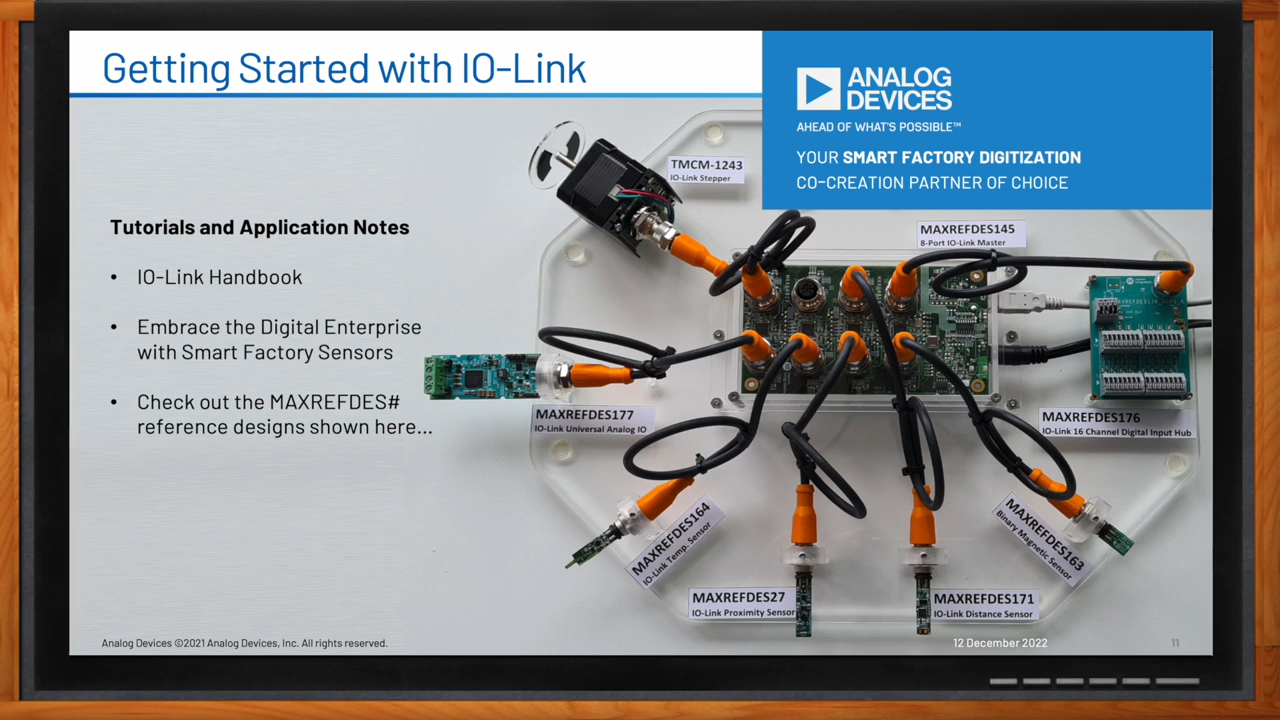 Getting Started with IO-Link
ANALOG
DEVICES
AHEAD OF WHAT'S POSSIBLE™
YOUR SMART FACTORY DIGITIZATION
CO-CREATION PARTNER OF CHOICE
Tutorials and Application Notes
• IO-Link Handbook
• Embrace the Digital Enterprise
with Smart Factory Sensors
• Check out the MAXREFDES#
reference designs shown here...
TMCM-1243
IO-Link Stepper
MAXREFDES145
8-Port IO-Link Master
MAXREFDES177
IO-Link Universal Analog IO
MAXREFDES176
IO-Link 16 Channel Digital Input Hub
MAXREFDES164
IO-Link Temp. Sensor
MAXREFDES27
IO-Link Proximity Sensor
MAXREFDES171
IO-Link Distance Sensor
MAXREFDES163
Binary Magnetic Sensor
Analog Devices ©2021 Analog Devices, Inc. All rights reserved.
12 December 2022
11